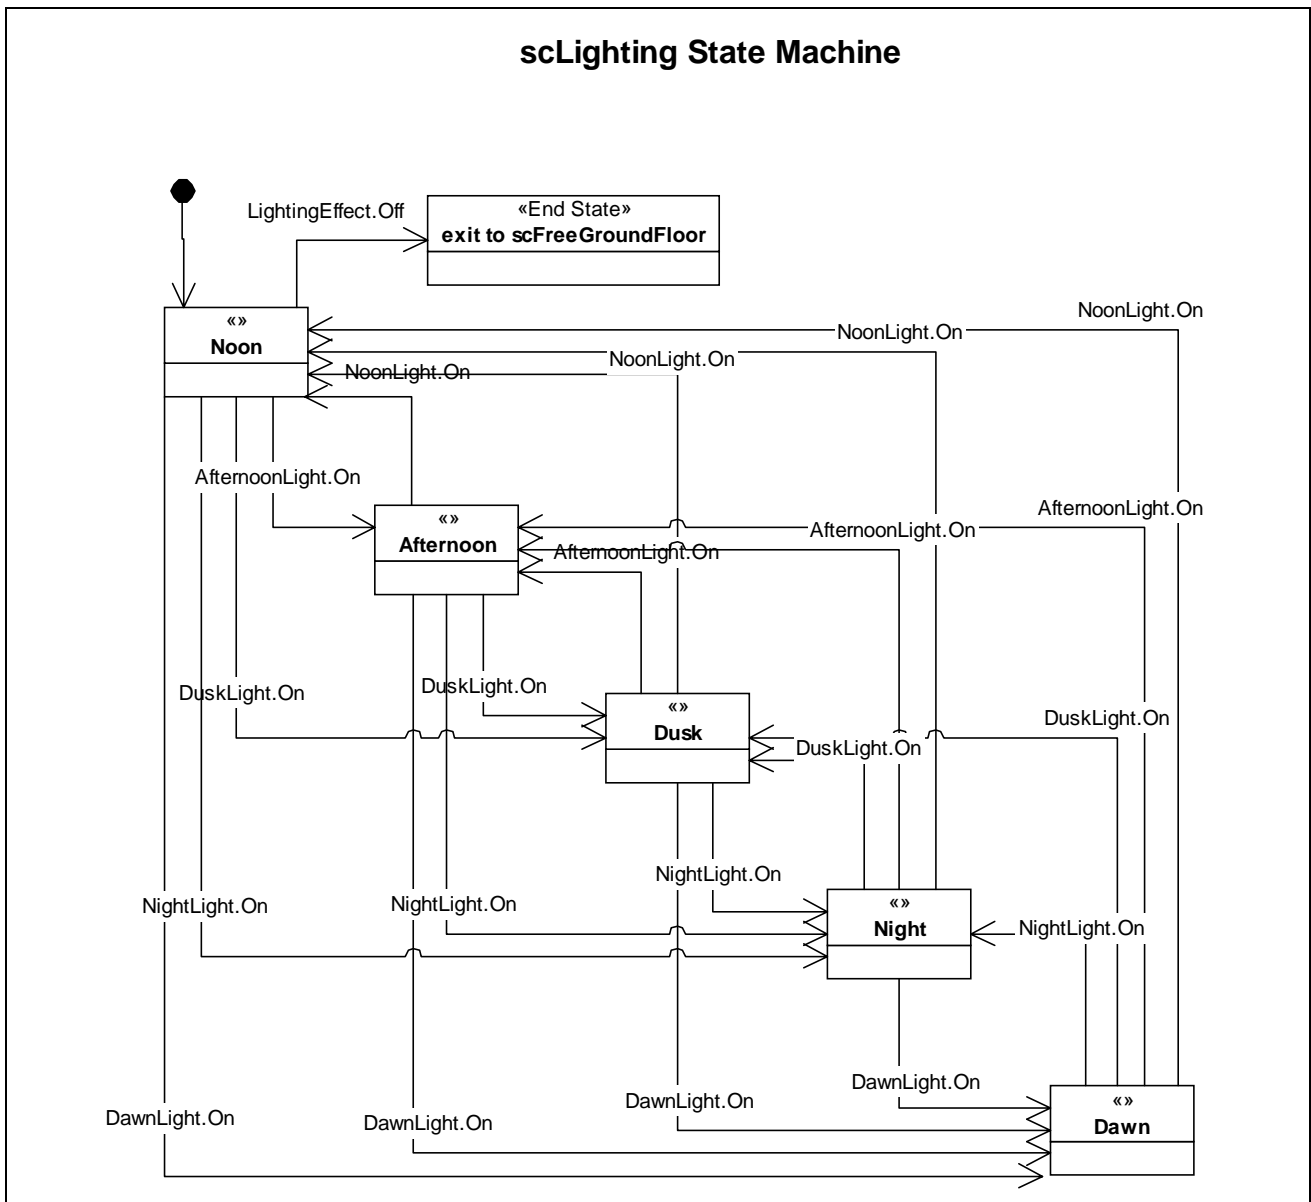 scLighting State Machine
LightingEffect.Off
«End State»
exit to scFreeGroundFloor
«»
Noon
NoonLight.On
NoonLight.On
NoonLight.On
NoonLight.On
AfternoonLight.On
«»
Afternoon
AfternoonLight.On
AfternoonLight.On
AfternoonLight.On
DuskLight.On
DuskLight.On
«»
Dusk
DuskLight.On
DuskLight.On
NightLight.On
NightLight.On
NightLight.On
«»
Night
NightLight.On
DawnLight.On
DawnLight.On
DawnLight.On
DawnLight.On
«»
Dawn